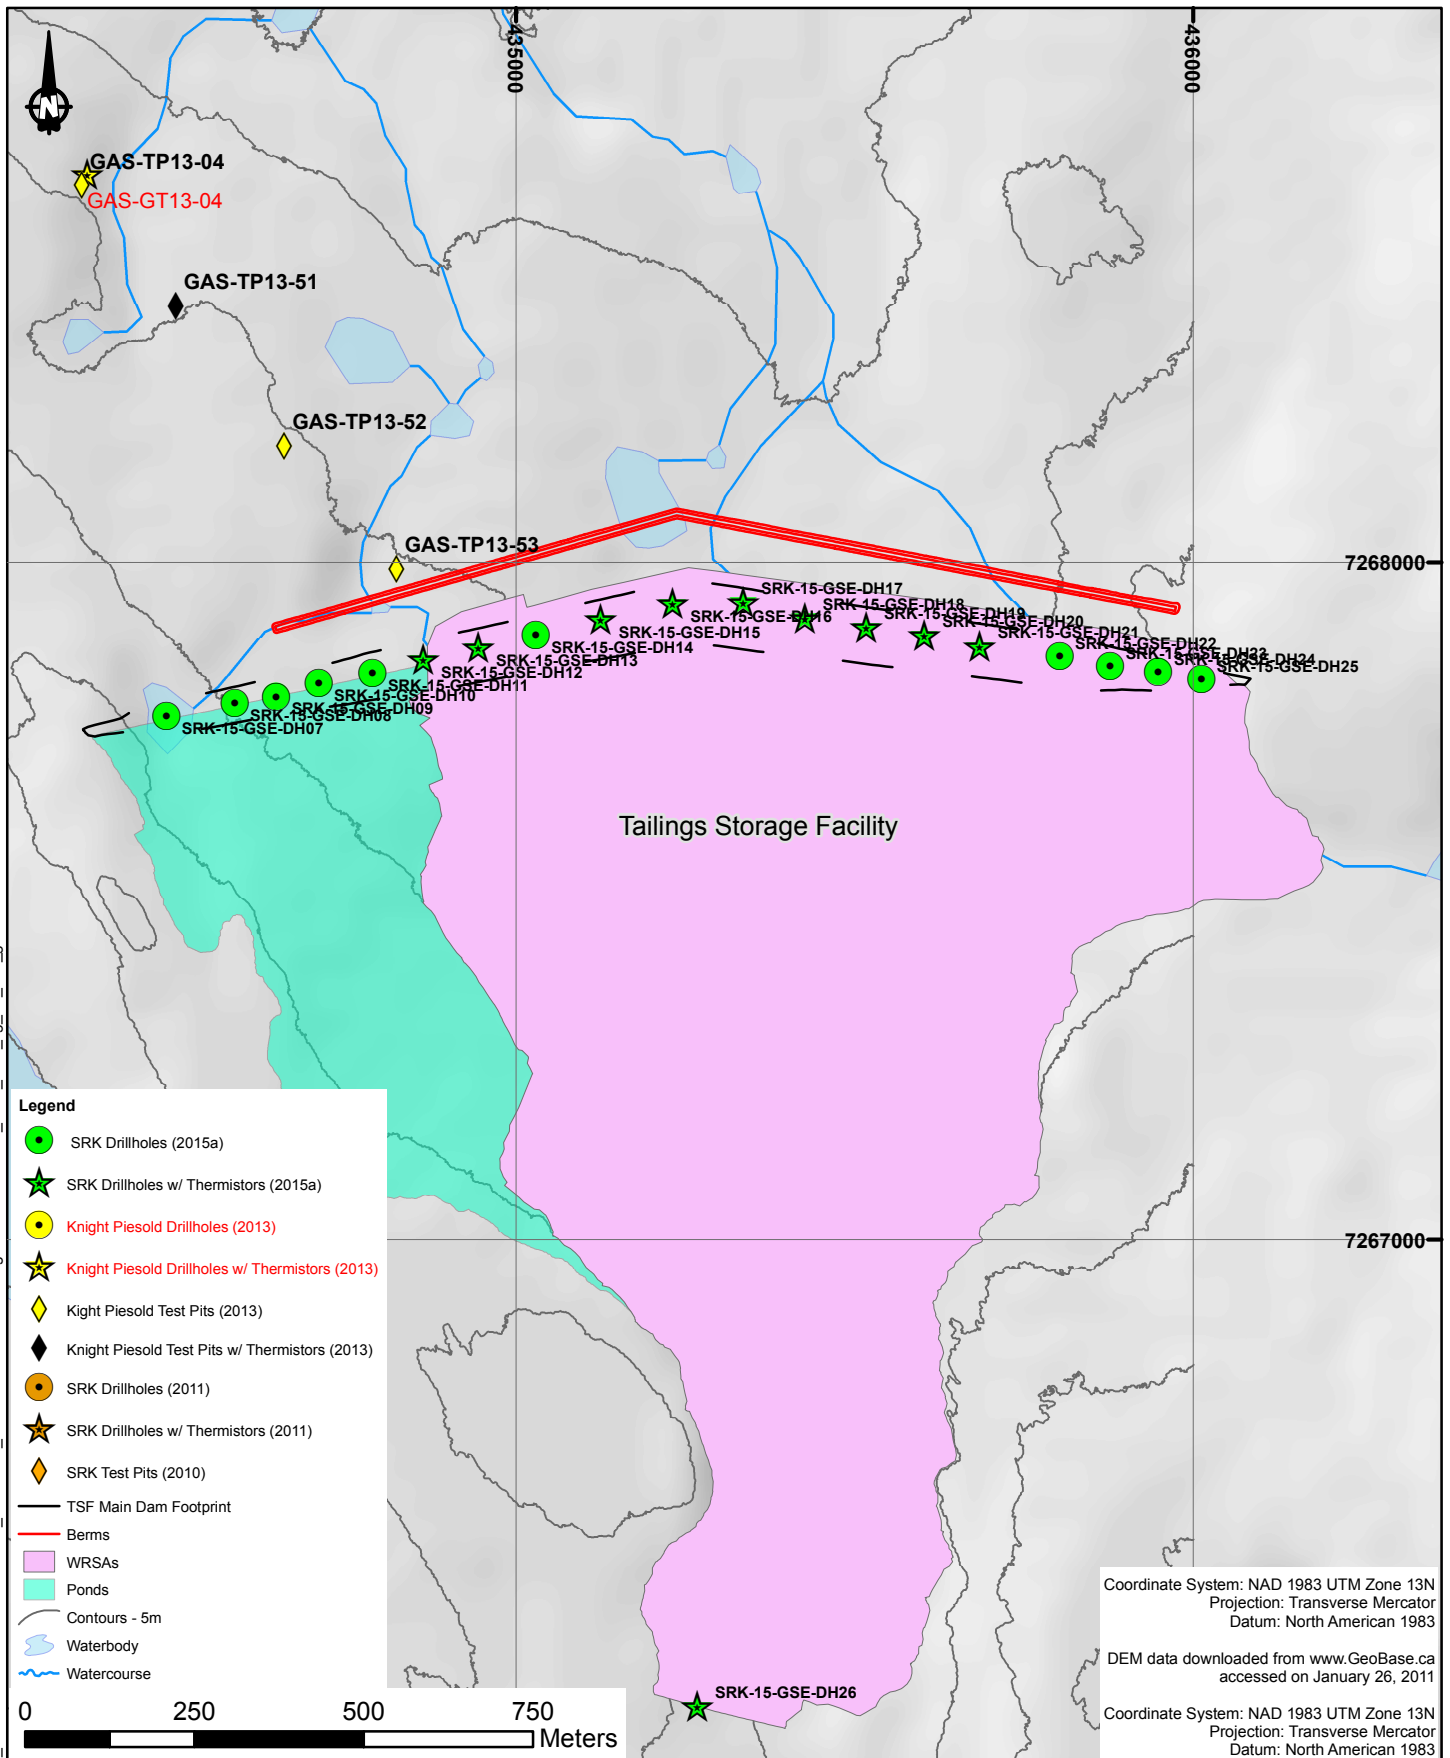 435000
436000
N
GAS-TP13-04
GAS-GT13-04
GAS-TP13-51
GAS-TP13-52
GAS-TP13-53
7268000
SRK-15-GSE-DH17
SRK-15-GSE-DH18
SRK-15-GSE-DH16
SRK-15-GSE-DH19
SRK-15-GSE-DH20
SRK-15-GSE-DH15
SRK-15-GSE-DH21
SRK-15-GSE-DH22
SRK-15-GSE-DH14
SRK-15-GSE-DH23
SRK-15-GSE-DH24
SRK-15-GSE-DH13
SRK-15-GSE-DH25
SRK-15-GSE-DH12
SRK-15-GSE-DH11
SRK-15-GSE-DH10
SRK-15-GSE-DH09
SRK-15-GSE-DH08
SRK-15-GSE-DH07
Tailings Storage Facility
7267000
Legend
SRK Drillholes (2015a)
SRK Drillholes w/ Thermistors (2015a)
Knight Piesold Drillholes (2013)
Knight Piesold Drillholes w/ Thermistors (2013)
Kight Piesold Test Pits (2013)
Knight Piesold Test Pits w/ Thermistors (2013)
SRK Drillholes (2011)
SRK Drillholes w/ Thermistors (2011)
SRK Test Pits (2010)
TSF Main Dam Footprint
Berms
WRSAs
Ponds
Contours - 5m
Waterbody
Watercourse
0 250 500 750
Meters
SRK-15-GSE-DH26
Coordinate System: NAD 1983 UTM Zone 13N
Projection: Transverse Mercator
Datum: North American 1983
DEM data downloaded from www.GeoBase.ca
accessed on January 26, 2011
Coordinate System: NAD 1983 UTM Zone 13N
Projection: Transverse Mercator
Datum: North American 1983